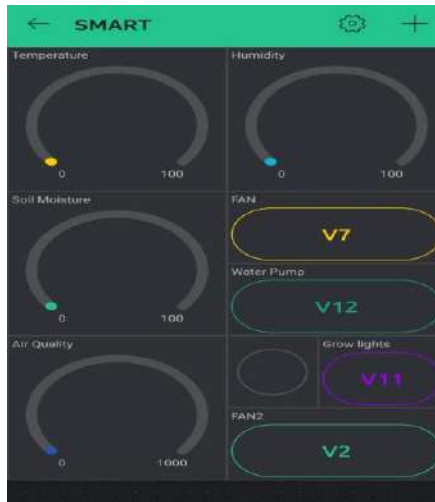 SMART
Temperature
Humidity
0 100
0 100
Soil Moisture
FAN
V7
Water Pump
0 100
V12
Air Quality
Grow lights
V11
FAN2
0 1000
V2